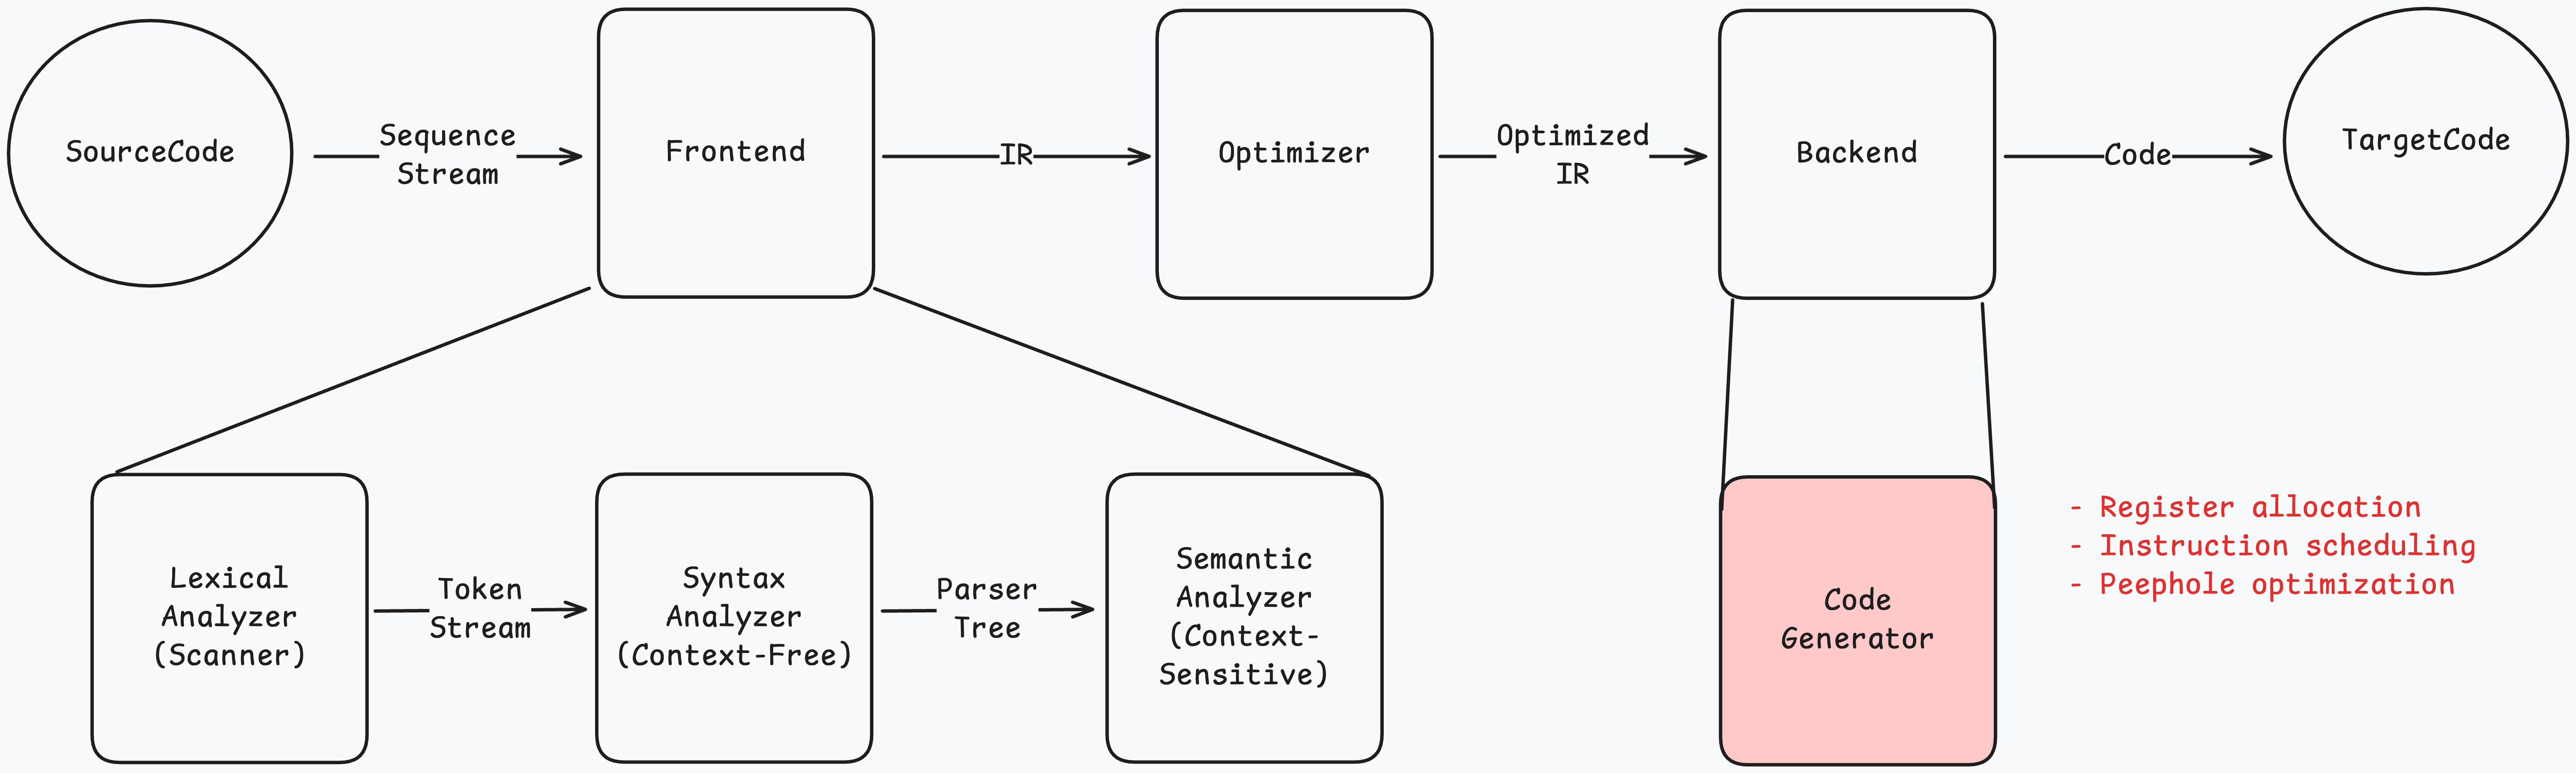 SourceCode
Sequence
Stream
Frontend
IR
Optimizer
Optimized
IR
Backend
Code
TargetCode
Lexical
Analyzer
(Scanner)
Token
Stream
Syntax
Analyzer
(Context-Free)
Parser
Tree
Semantic
Analyzer
(Context-
Sensitive)
Code
Generator
- Register allocation
- Instruction scheduling
- Peephole optimization